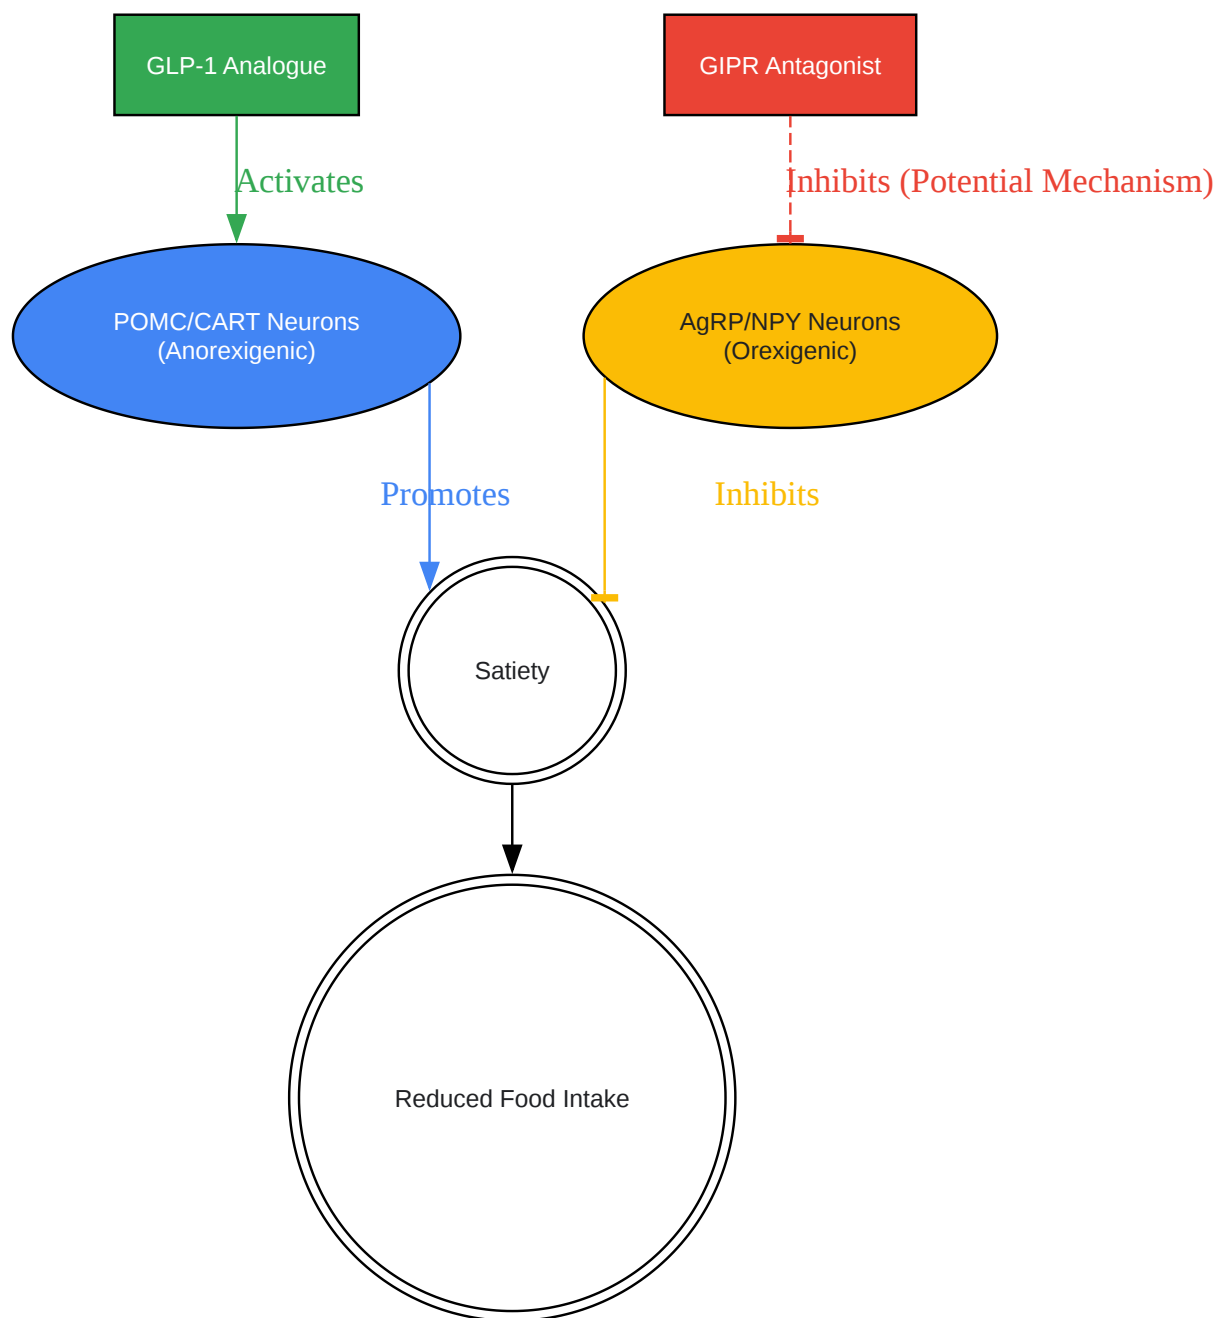 GLP-1 Analogue
GIPR Antagonist
Activates
Inhibits (Potential Mechanism)
POMC/CART Neurons
(Anorexigenic)
AgRP/NPY Neurons
(Orexigenic)
Promotes
Inhibits
Satiety
Reduced Food Intake